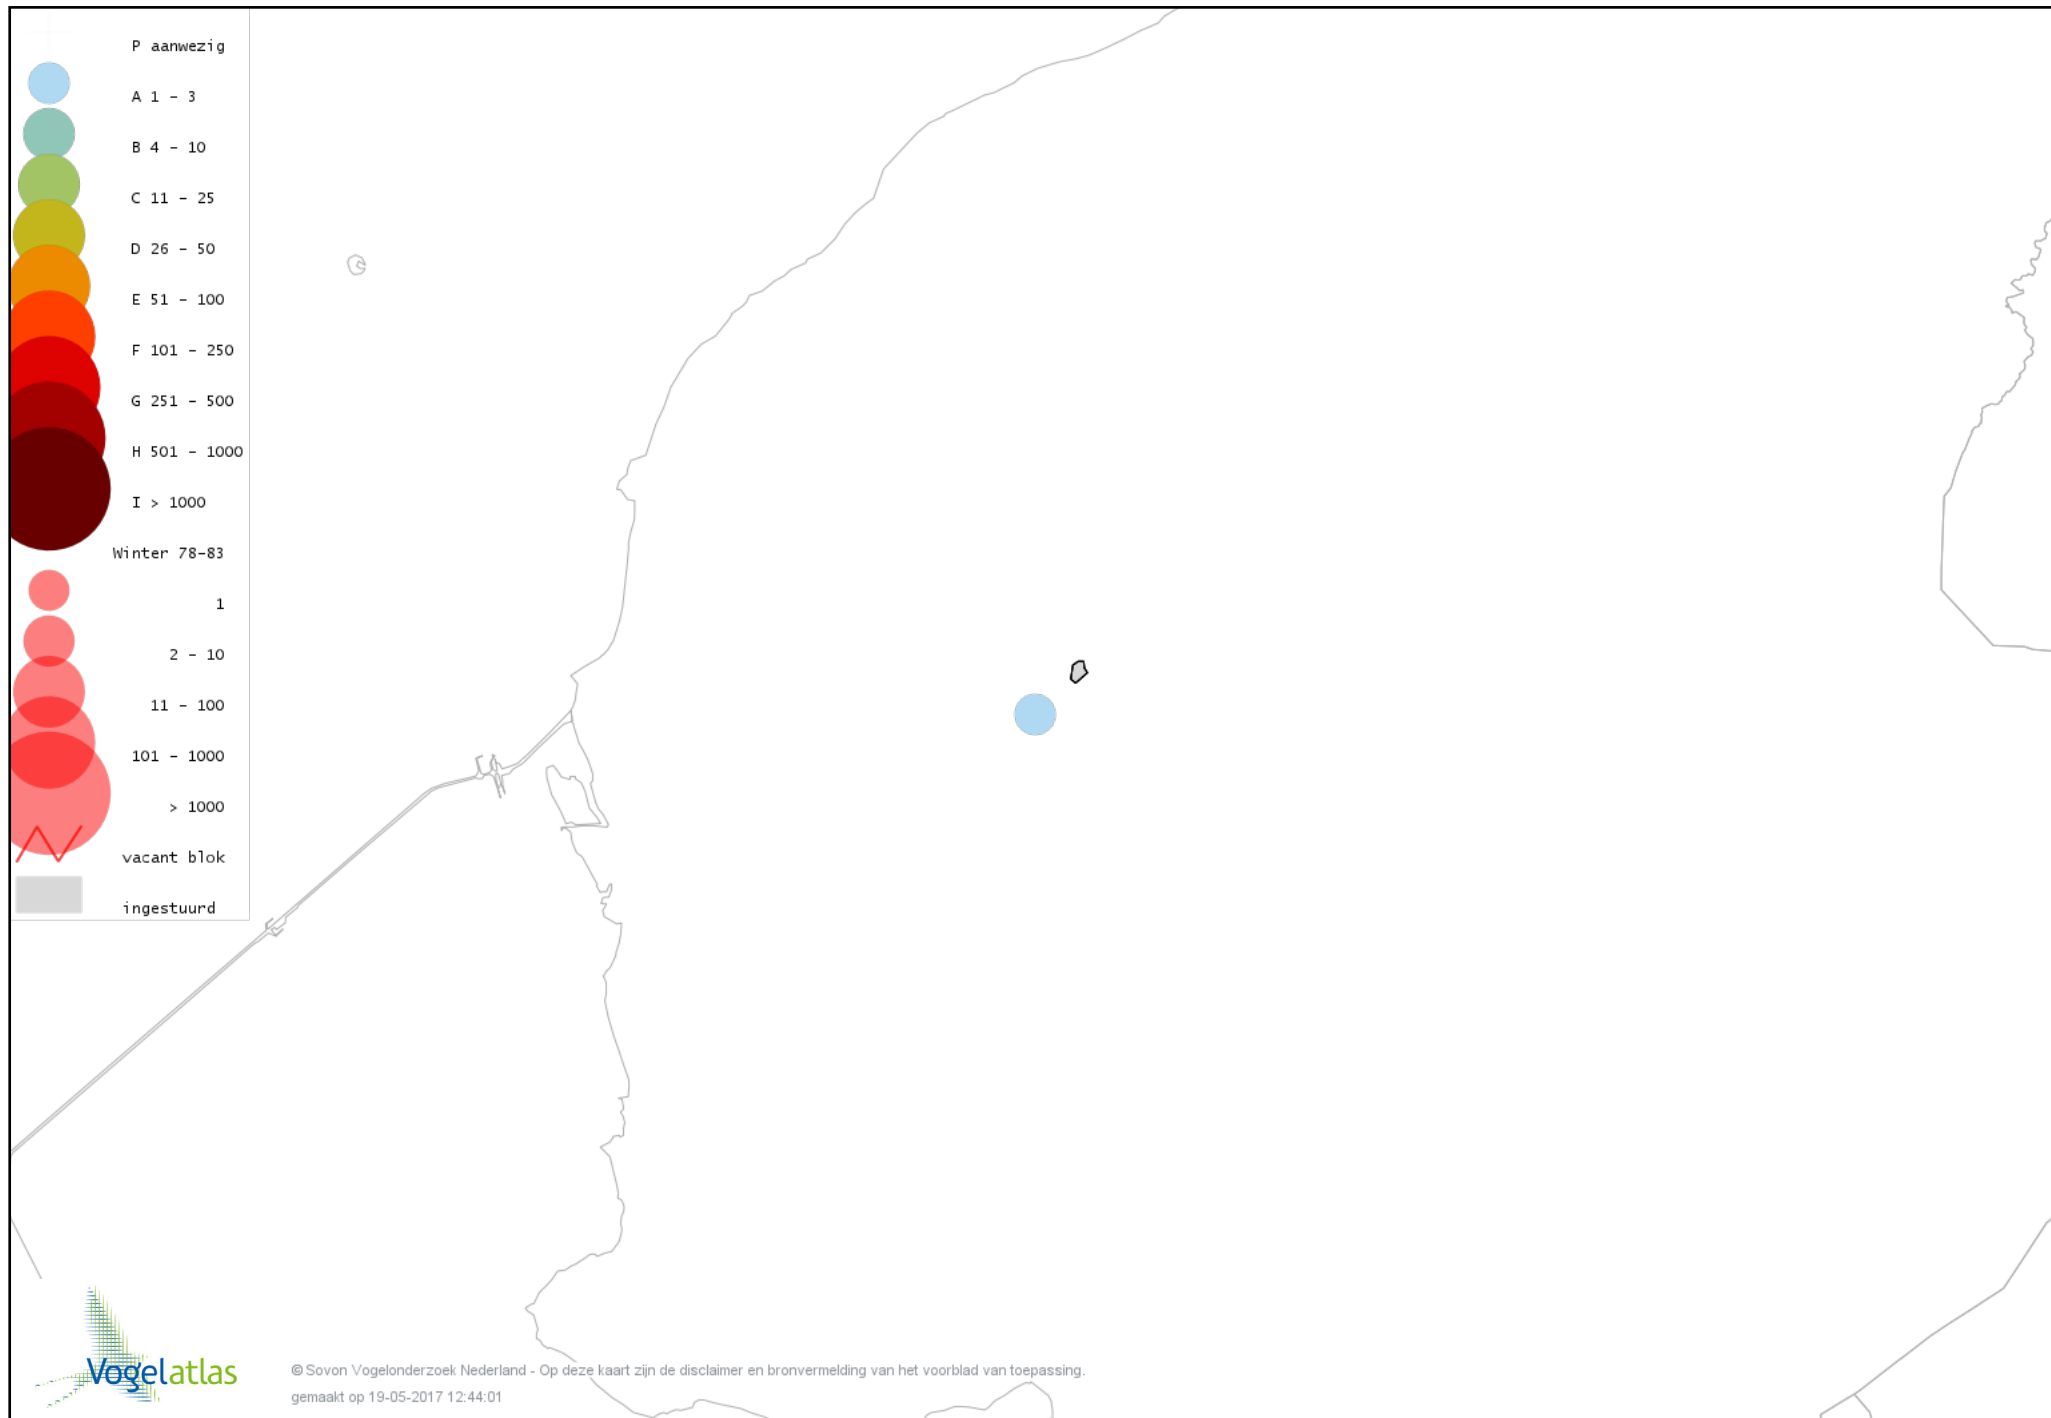 P aanwezig
A 1 - 3
B 4 - 10
C 11 - 25
D 26 - 50
E 51 - 100
F 101 - 250
G 251 - 500
H 501 - 1000
I > 1000
Winter 78-83
1
2 - 10
11 - 100
101 - 1000
> 1000
vacant blok
ingestuurd
Vogelatlas
© Sovon Vogelonderzoek Nederland - Op deze kaart zijn de disclaimer en bronvermelding van het voorblad van toepassing.
gemaakt op 19-05-2017 12:44:01